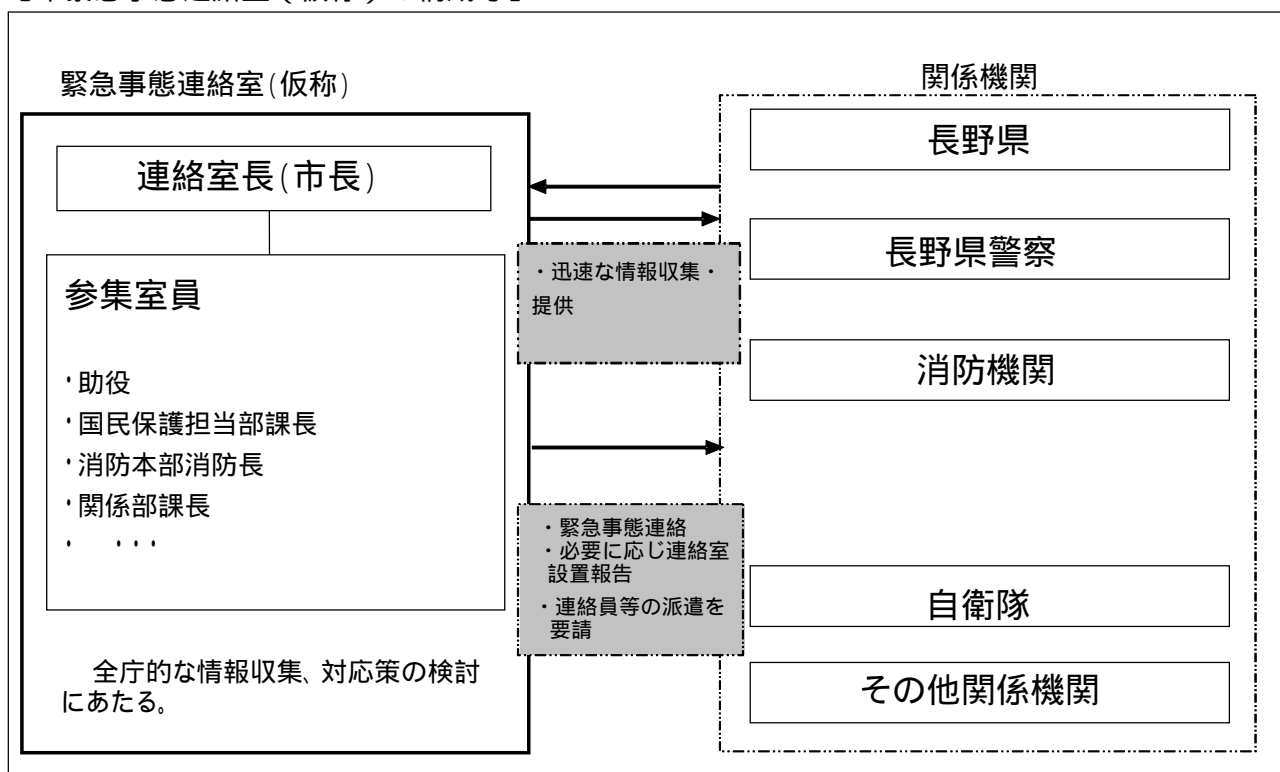 緊急事態連絡室(仮称)
連絡室長(市長)
参集室員
・助役
・国民保護担当部課長
・消防本部消防長
・関係部課長
・ ・・・
全庁的な情報収集、対応策の検討
にあたる。
・迅速な情報収集・
提供
・緊急事態連絡
・必要に応じ連絡室
設置報告
・連絡員等の派遣を
要請
関係機関
長野県
長野県警察
消防機関
自衛隊
その他関係機関